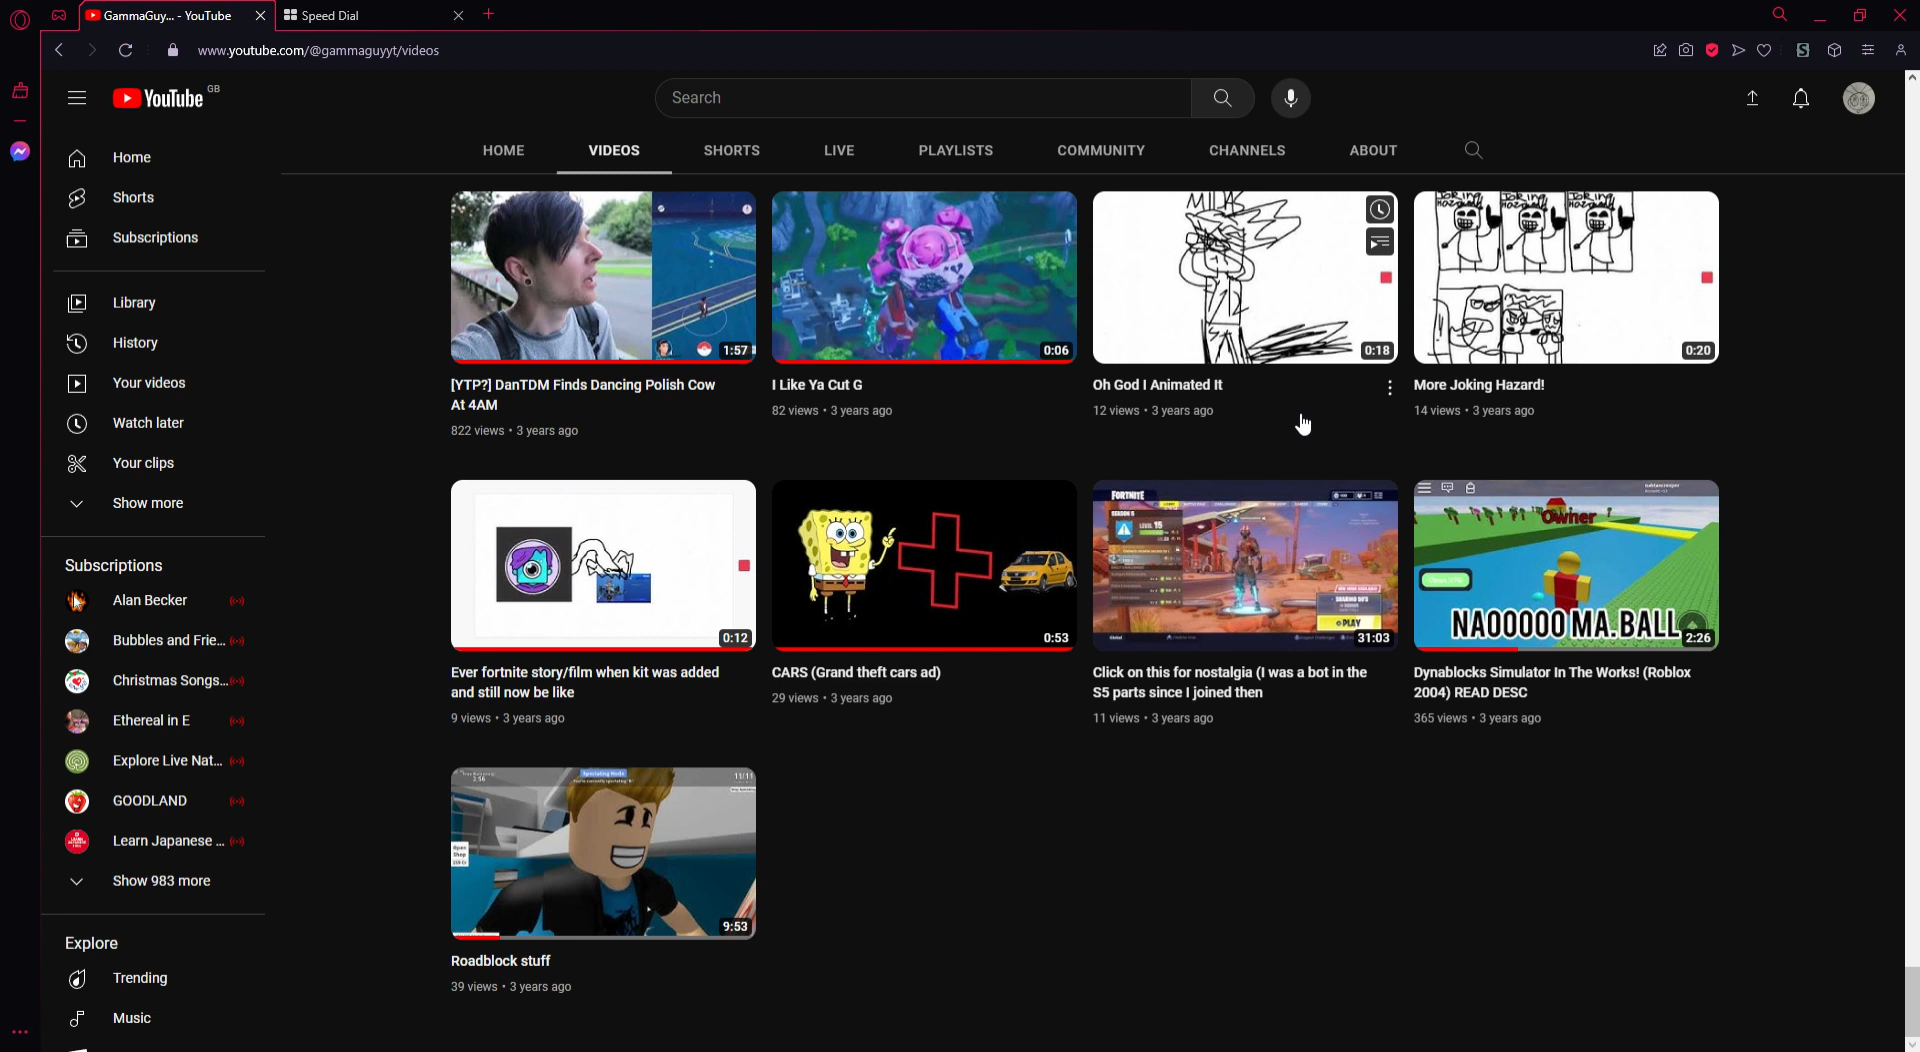 GammaGuy... - YouTube
Speed Dial
www.youtube.com/@gammaguyyt/videos
YouTube GB
Search
HOME
VIDEOS
SHORTS
LIVE
PLAYLISTS
COMMUNITY
CHANNELS
ABOUT
Home
Shorts
Subscriptions
Library
History
Your videos
Watch later
Your clips
Show more
Subscriptions
Alan Becker
Bubbles and Frie...
Christmas Songs...
Ethereal in E
Explore Live Nat...
GOODLAND
Learn Japanese ...
Show 983 more
Explore
Trending
Music
1:57
[YTP?] DanTDM Finds Dancing Polish Cow
At 4AM
822 views • 3 years ago
0:06
I Like Ya Cut G
82 views • 3 years ago
0:18
Oh God I Animated It
12 views • 3 years ago
0:20
More Joking Hazard!
14 views • 3 years ago
0:12
Ever fortnite story/film when kit was added
and still now be like
9 views • 3 years ago
0:53
CARS (Grand theft cars ad)
29 views • 3 years ago
FORTNITE
SEASON 5
LEVEL 15
PLAY
31:03
Click on this for nostalgia (I was a bot in the
S5 parts since I joined then
11 views • 3 years ago
Owner
NAOOOOO MA.BALL
2:26
Dynablocks Simulator In The Works! (Roblox
2004) READ DESC
365 views • 3 years ago
11/11
9:53
Roadblock stuff
39 views • 3 years ago